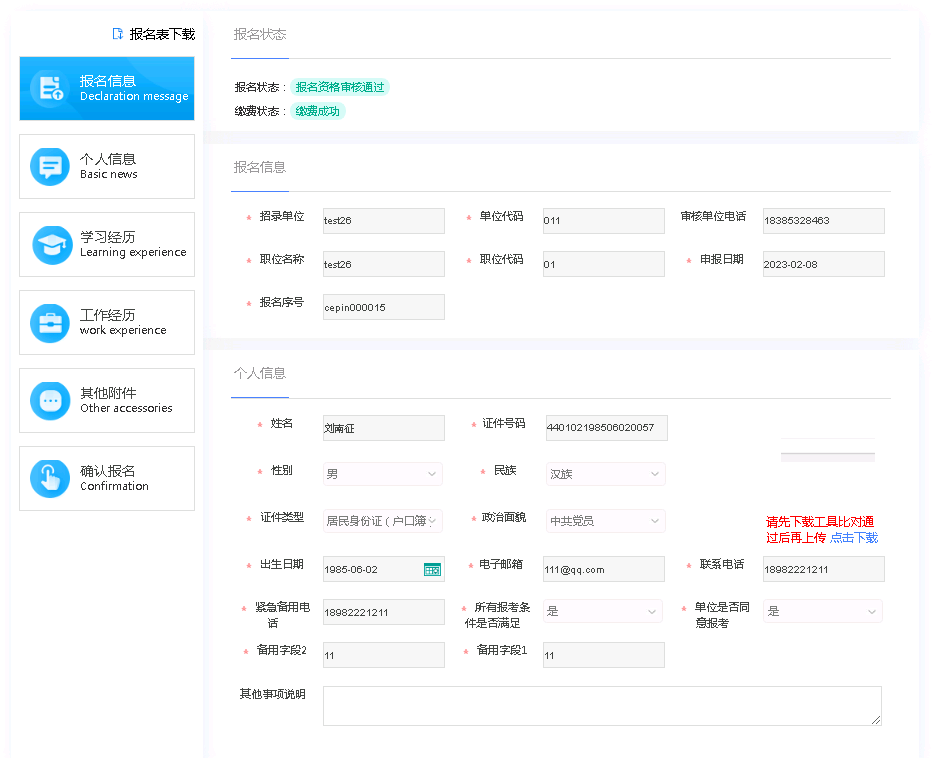 报名表下载
报名信息
Declaration message
个人信息
Basic news
学习经历
Learning experience
工作经历
work experience
其他附件
Other accessories
确认报名
Confirmation
报名状态
报名状态： 报名资格审核通过
缴费状态： 缴费成功
报名信息
* 招录单位 test26 * 单位代码 011 审核单位电话 18385328463
* 职位名称 test26 * 职位代码 01 * 申报日期 2023-02-08
* 报名序号 cepin000015
个人信息
* 姓名 刘南征 * 证件号码 440102198506020057
* 性别 男 * 民族 汉族
* 证件类型 居民身份证（户口簿 * 政治面貌 中共党员
请先下载工具比对通
过后再上传 点击下载
* 出生日期 1985-06-02 * 电子邮箱 111@qq.com * 联系电话 18982221211
* 紧急备用电
话 18982221211
* 所有报考条
件是否满足 是
* 单位是否同
意报考 是
* 备用字段2 11 * 备用字段1 11
其他事项说明